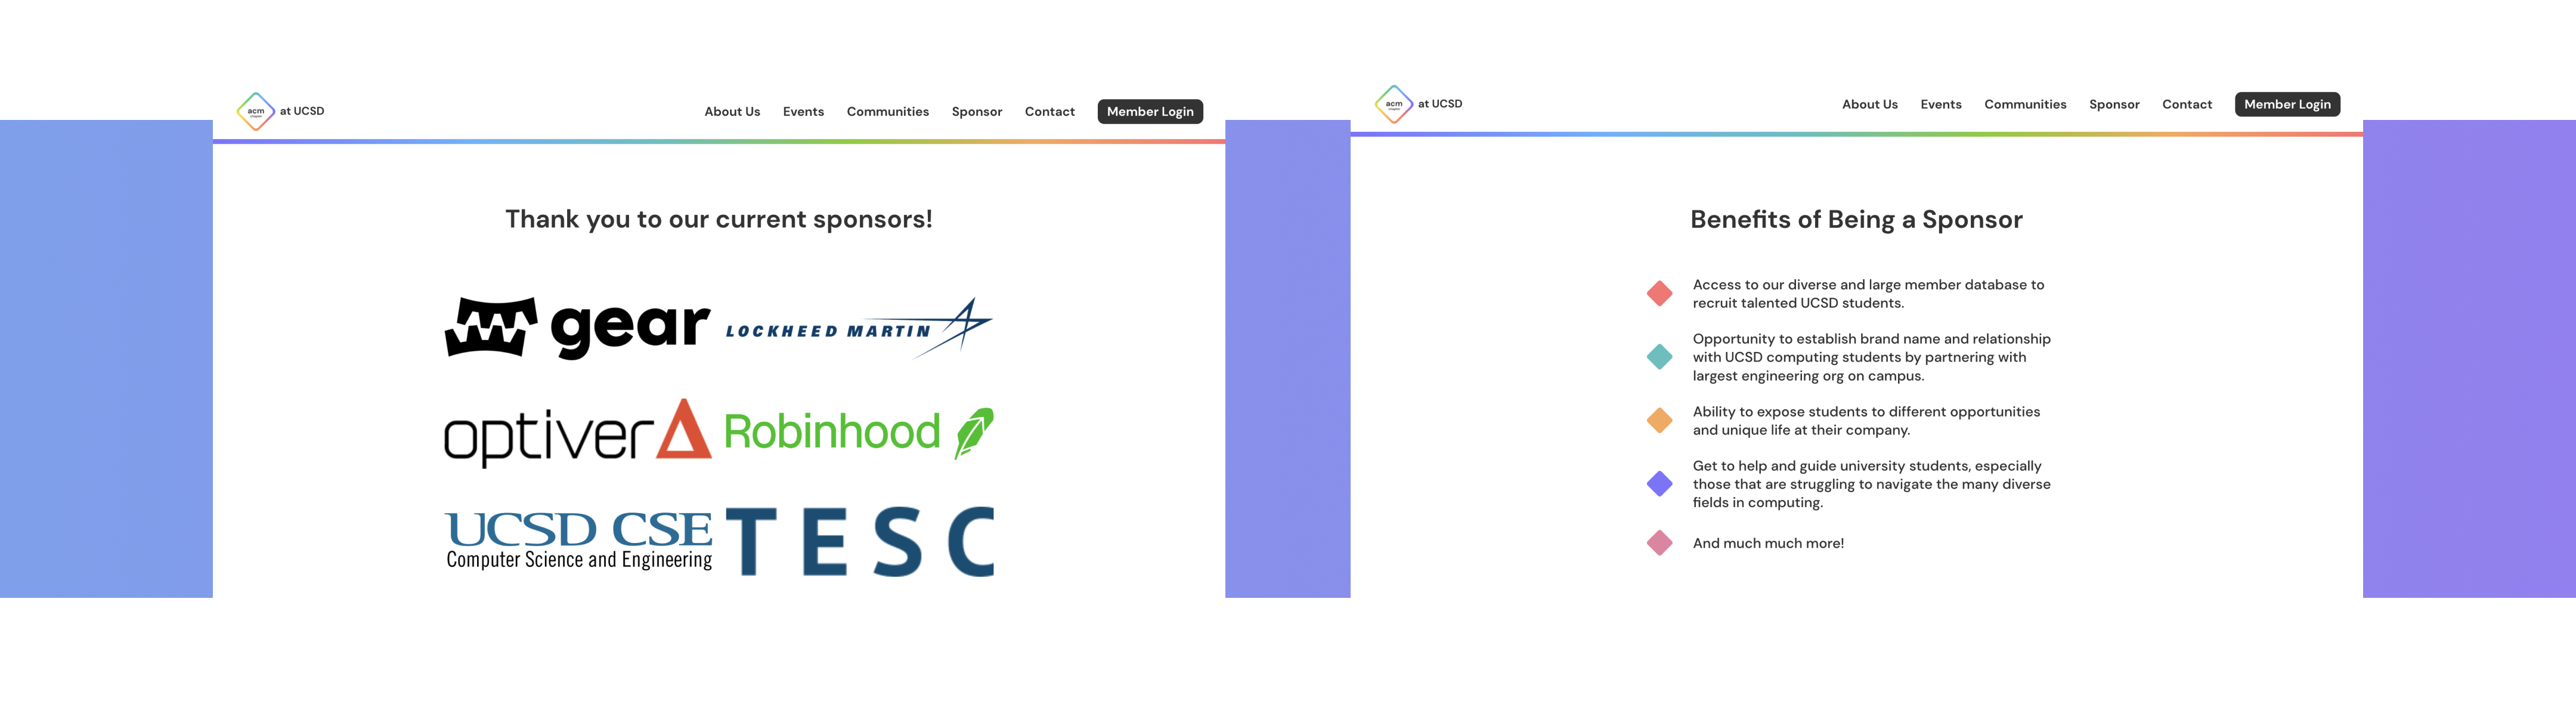 acm
chapter
at UCSD
About Us
Events
Communities
Sponsor
Contact
Member Login
Thank you to our current sponsors!
gear
LOCKHEED MARTIN
optiver
Robinhood
UCSD CSE
Computer Science and Engineering
TESC
acm
chapter
at UCSD
About Us
Events
Communities
Sponsor
Contact
Member Login
Benefits of Being a Sponsor
Access to our diverse and large member database to
recruit talented UCSD students.
Opportunity to establish brand name and relationship
with UCSD computing students by partnering with
largest engineering org on campus.
Ability to expose students to different opportunities
and unique life at their company.
Get to help and guide university students, especially
those that are struggling to navigate the many diverse
fields in computing.
And much much more!